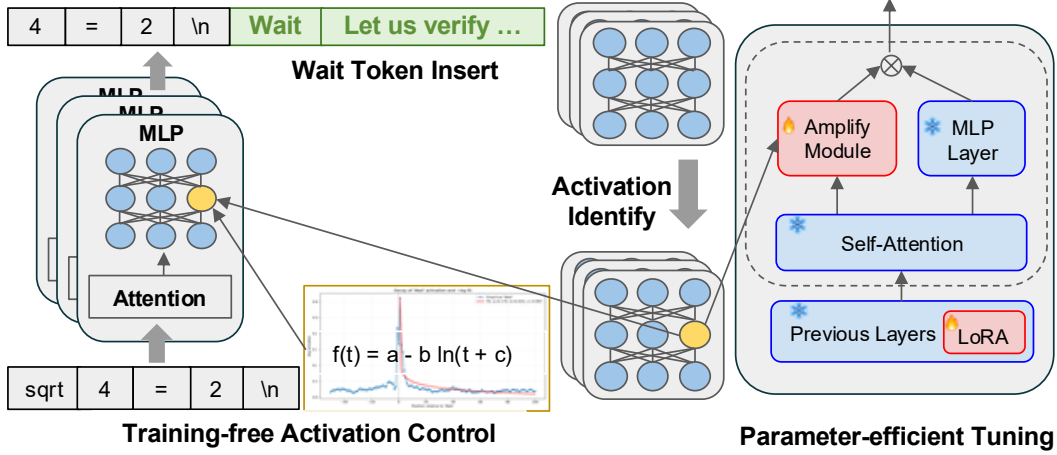 4 = 2 \n Wait Let us verify …
Wait Token Insert
MLP
MLP
MLP
Attention
sqrt 4 = 2 \n
f(t) = a - b ln(t + c)
Training-free Activation Control
Activation
Identify
Amplify
Module
MLP
Layer
Self-Attention
Previous Layers
LoRA
Parameter-efficient Tuning